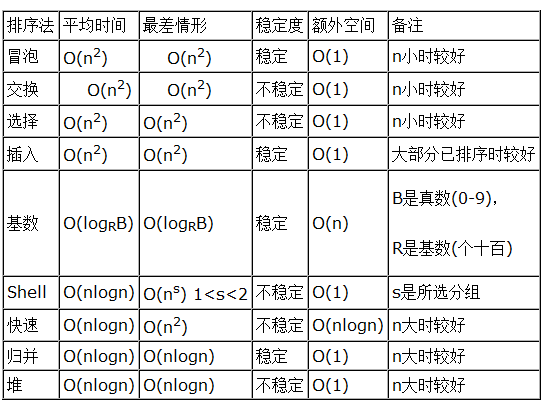 排序法 平均时间 最差情形 稳定度 额外空间 备注
冒泡 O(n²) O(n²) 稳定 O(1) n小时较好
交换 O(n²) O(n²) 不稳定 O(1) n小时较好
选择 O(n²) O(n²) 不稳定 O(1) n小时较好
插入 O(n²) O(n²) 稳定 O(1) 大部分已排序时较好
基数 O(logRB) O(logRB) 稳定 O(n) B是真数(0-9),
R是基数(个十百)
Shell O(nlogn) O(nˢ) 1<s<2 不稳定 O(1) s是所选分组
快速 O(nlogn) O(n²) 不稳定 O(nlogn) n大时较好
归并 O(nlogn) O(nlogn) 稳定 O(1) n大时较好
堆 O(nlogn) O(nlogn) 不稳定 O(1) n大时较好